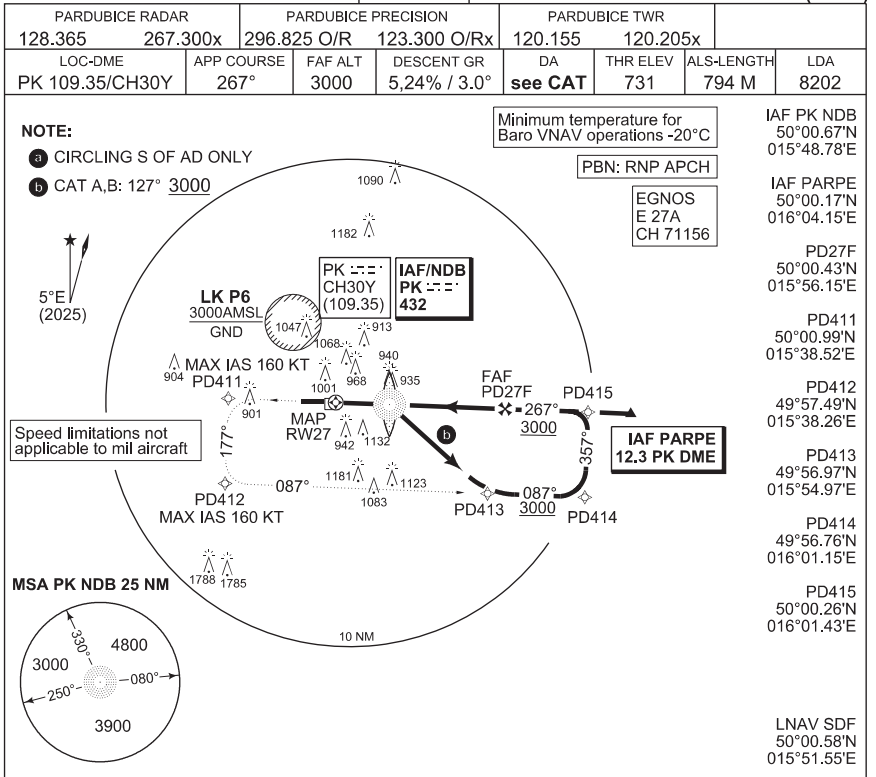 PARDUBICE RADAR
128.365 267.300x
PARDUBICE PRECISION
296.825 O/R 123.300 O/Rx
PARDUBICE TWR
120.155 120.205x
LOC-DME
PK 109.35/CH30Y
APP COURSE
267°
FAF ALT
3000
DESCENT GR
5,24% / 3.0°
DA
see CAT
THR ELEV
731
ALS-LENGTH
794 M
LDA
8202
NOTE:
a CIRCLING S OF AD ONLY
b CAT A,B: 127° 3000
Minimum temperature for
Baro VNAV operations -20°C
PBN: RNP APCH
EGNOS
E 27A
CH 71156
IAF PK NDB
50°00.67'N
015°48.78'E
IAF PARPE
50°00.17'N
016°04.15'E
PD27F
50°00.43'N
015°56.15'E
PD411
50°00.99'N
015°38.52'E
PD412
49°57.49'N
015°38.26'E
PD413
49°56.97'N
015°54.97'E
PD414
49°56.76'N
016°01.15'E
PD415
50°00.26'N
016°01.43'E
LNAV SDF
50°00.58'N
015°51.55'E
5°E
(2025)
1090
1182
LK P6
3000AMSL
GND
1047
PK
CH30Y
(109.35)
IAF/NDB
PK
432
913
1068
940
904
MAX IAS 160 KT
PD411
1001
968
935
901
MAP
RW27
942
1132
FAF
PD27F
267°
3000
PD415
IAF PARPE
12.3 PK DME
Speed limitations not
applicable to mil aircraft
177°
b
357°
1181
1123
1083
087°
PD412
MAX IAS 160 KT
PD413
087°
3000
PD414
1788
1785
10 NM
MSA PK NDB 25 NM
330°
4800
3000
080°
250°
3900